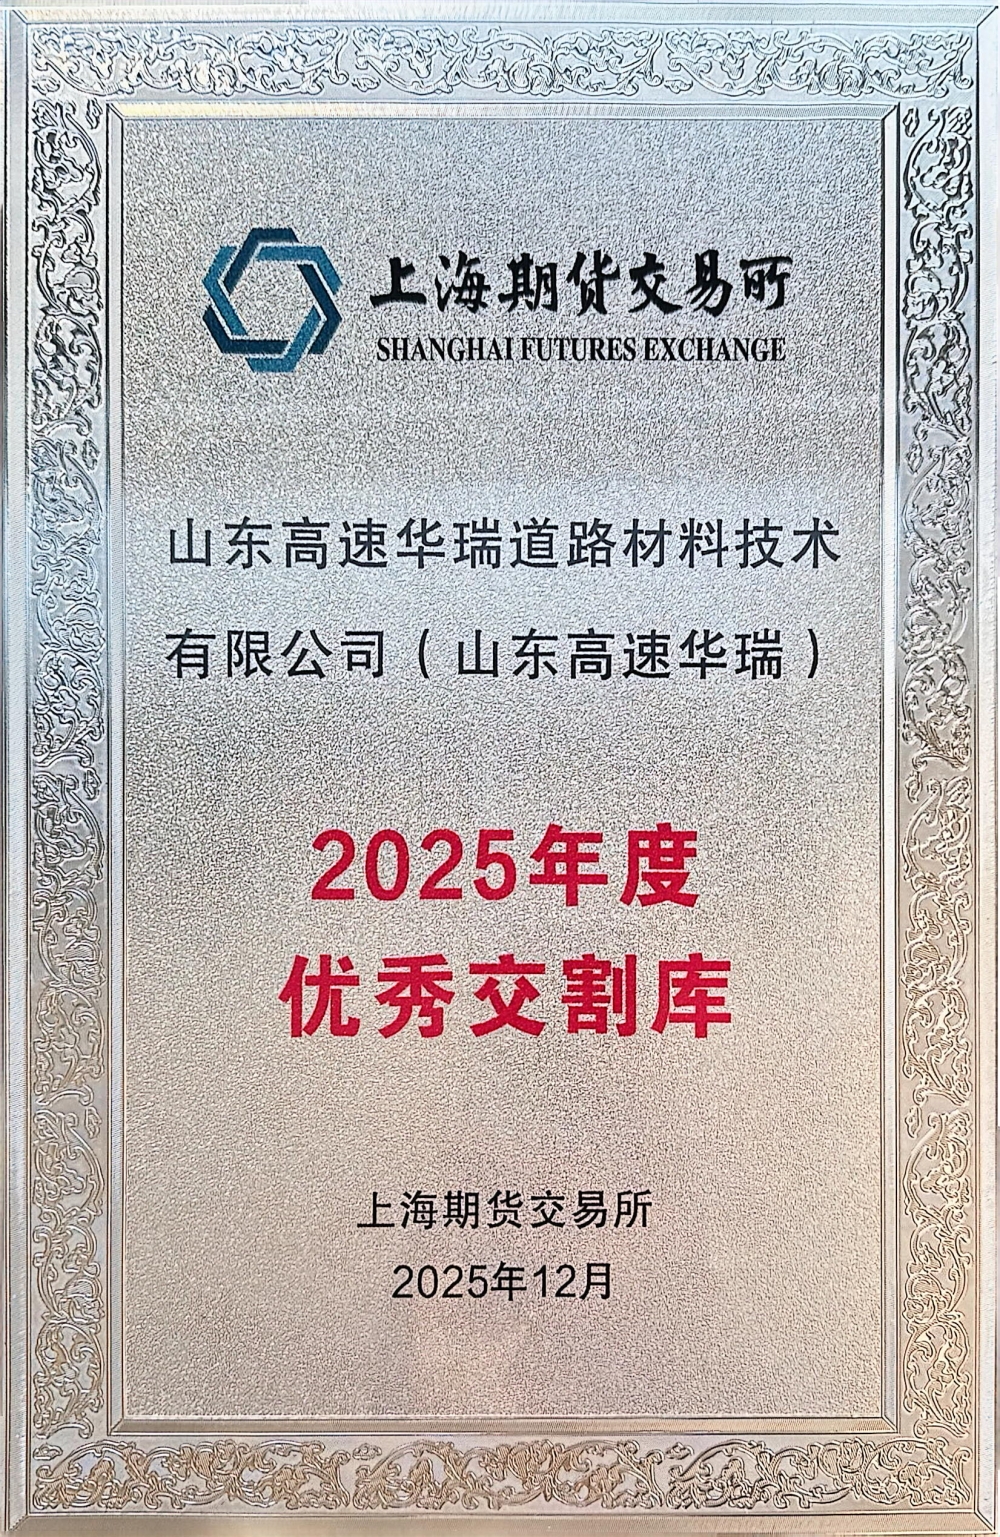 上海期货交易所
SHANGHAI FUTURES EXCHANGE
山东高速华瑞道路材料技术
有限公司（山东高速华瑞）
2025年度
优秀交割库
上海期货交易所
2025年12月